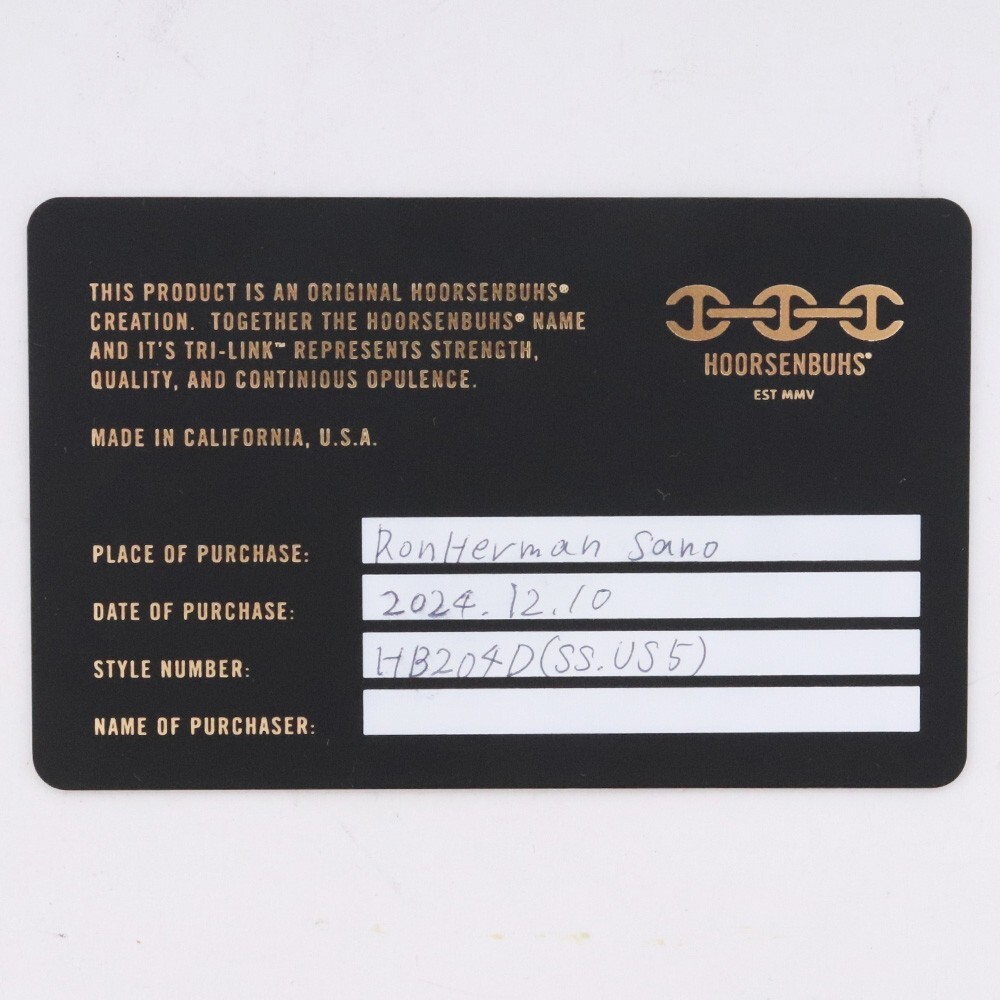 THIS PRODUCT IS AN ORIGINAL HOORSENBUHS®
CREATION. TOGETHER THE HOORSENBUHS® NAME
AND IT'S TRI-LINK™ REPRESENTS STRENGTH,
QUALITY, AND CONTINIOUS OPULENCE.
MADE IN CALIFORNIA, U.S.A.
HOORSENBUHS®
EST MMV
PLACE OF PURCHASE: RonHerman Sano
DATE OF PURCHASE: 2024.12.10
STYLE NUMBER: HB204D(SS.US5)
NAME OF PURCHASER: